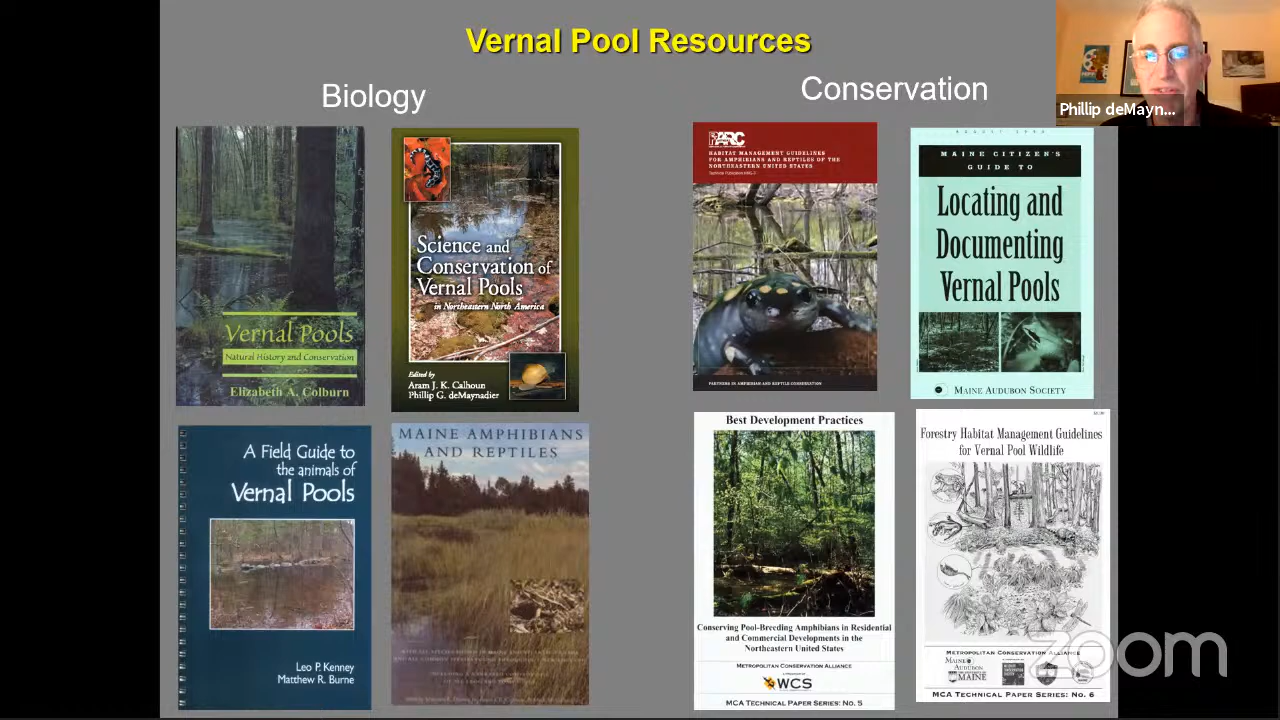 Vernal Pool Resources
Biology
Conservation
Phillip deMayn...
Vernal Pools
Natural History and Conservation
Elizabeth A. Colburn
Science and
Conservation of
Vernal Pools
in Northeastern North America
Edited by
Aram J. K. Calhoun
Phillip G. deMaynadier
PARC
HABITAT MANAGEMENT GUIDELINES
FOR AMPHIBIANS AND REPTILES OF THE
NORTHEASTERN UNITED STATES
PARTNERS IN AMPHIBIAN AND REPTILE CONSERVATION
MAINE CITIZEN'S
GUIDE TO
Locating and
Documenting
Vernal Pools
MAINE AUDUBON SOCIETY
A Field Guide to
the animals of
Vernal Pools
Leo P. Kenney
Matthew R. Burne
MAINE AMPHIBIANS
AND REPTILES
Best Development Practices
Conserving Pool-Breeding Amphibians in Residential
and Commercial Developments in the
Northeastern United States
METROPOLITAN CONSERVATION ALLIANCE
WCS
MCA TECHNICAL PAPER SERIES: NO. 5
Forestry Habitat Management Guidelines
for Vernal Pool Wildlife
METROPOLITAN CONSERVATION ALLIANCE
MAINE
AUDUBON
MAINE
MCA TECHNICAL PAPER SERIES: NO. 6
zoom